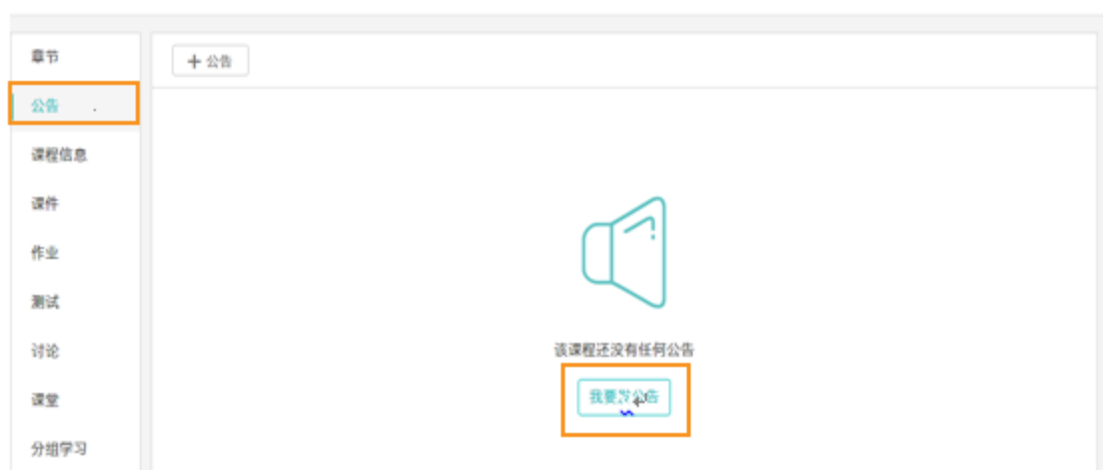 章节
公告
课程信息
课件
作业
测试
讨论
课堂
分组学习
+ 公告
该课程还没有任何公告
我要发公告